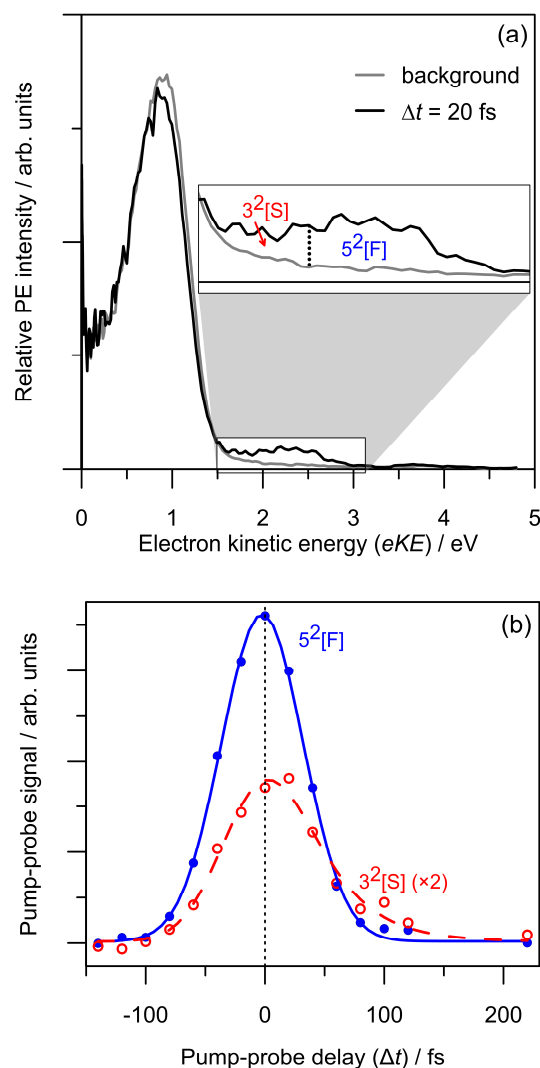 (a)
Relative PE intensity / arb. units
background
Δt = 20 fs
3²[S]
5²[F]
0 1 2 3 4 5
Electron kinetic energy (eKE) / eV
(b)
Pump-probe signal / arb. units
5²[F]
3²[S] (×2)
-100 0 100 200
Pump-probe delay (Δt) / fs